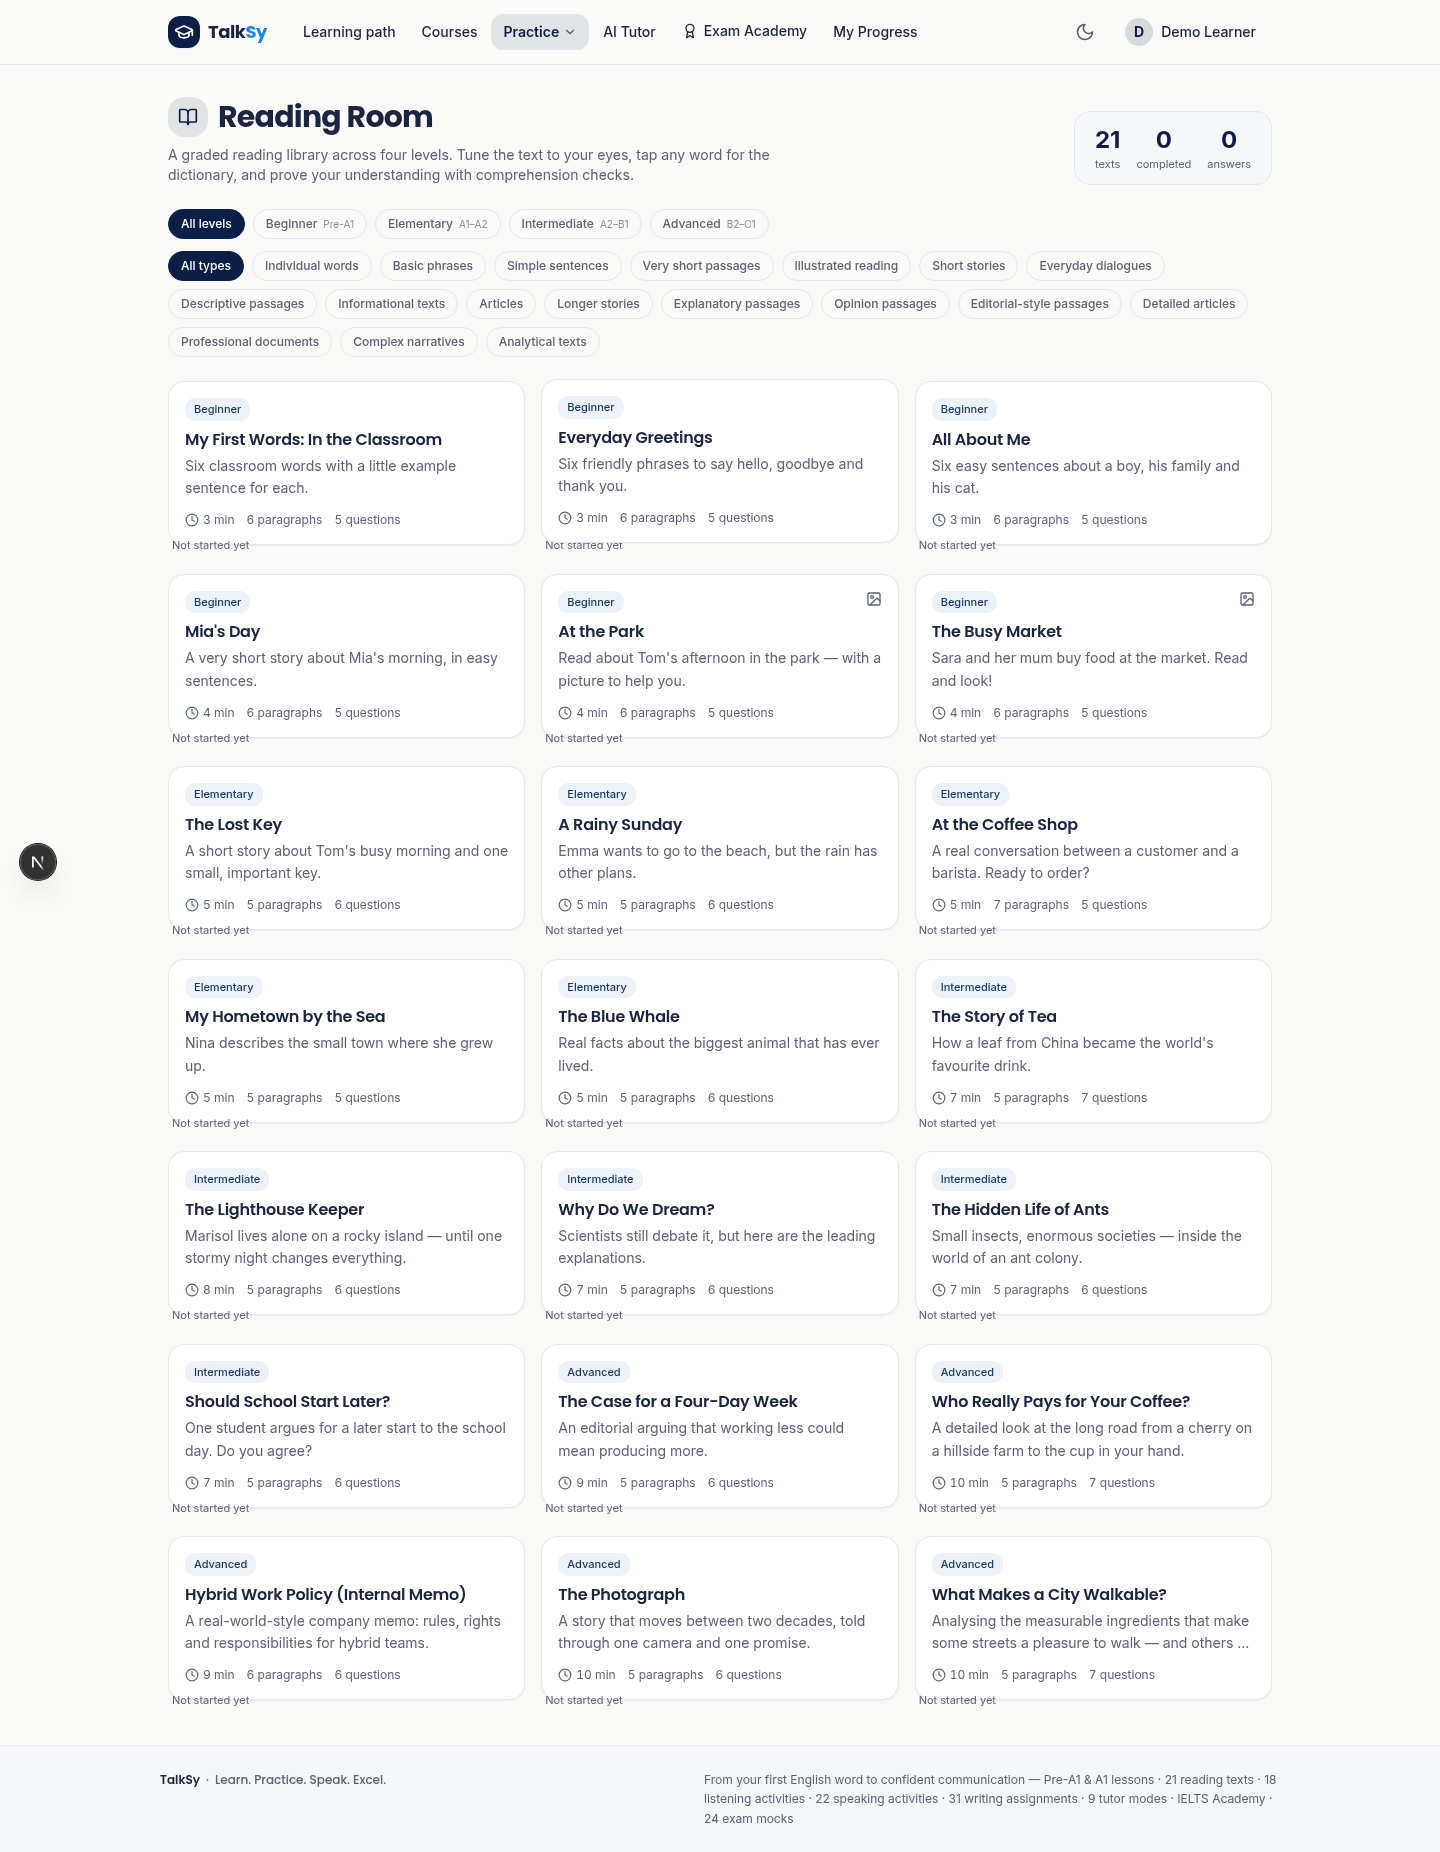 TalkSy Learning path Courses Practice AI Tutor Exam Academy My Progress D Demo Learner
Reading Room
A graded reading library across four levels. Tune the text to your eyes, tap any word for the
dictionary, and prove your understanding with comprehension checks.
21 0 0
texts completed answers
All levels Beginner Pre-A1 Elementary A1–A2 Intermediate A2–B1 Advanced B2–C1
All types Individual words Basic phrases Simple sentences Very short passages Illustrated reading Short stories Everyday dialogues
Descriptive passages Informational texts Articles Longer stories Explanatory passages Opinion passages Editorial-style passages Detailed articles
Professional documents Complex narratives Analytical texts
Beginner
My First Words: In the Classroom
Six classroom words with a little example
sentence for each.
3 min 6 paragraphs 5 questions
Not started yet
Beginner
Everyday Greetings
Six friendly phrases to say hello, goodbye and
thank you.
3 min 6 paragraphs 5 questions
Not started yet
Beginner
All About Me
Six easy sentences about a boy, his family and
his cat.
3 min 6 paragraphs 5 questions
Not started yet
Beginner
Mia's Day
A very short story about Mia's morning, in easy
sentences.
4 min 6 paragraphs 5 questions
Not started yet
Beginner
At the Park
Read about Tom's afternoon in the park — with a
picture to help you.
4 min 6 paragraphs 5 questions
Not started yet
Beginner
The Busy Market
Sara and her mum buy food at the market. Read
and look!
4 min 6 paragraphs 5 questions
Not started yet
Elementary
The Lost Key
A short story about Tom's busy morning and one
small, important key.
5 min 5 paragraphs 6 questions
Not started yet
Elementary
A Rainy Sunday
Emma wants to go to the beach, but the rain has
other plans.
5 min 5 paragraphs 6 questions
Not started yet
Elementary
At the Coffee Shop
A real conversation between a customer and a
barista. Ready to order?
5 min 7 paragraphs 5 questions
Not started yet
Elementary
My Hometown by the Sea
Nina describes the small town where she grew
up.
5 min 5 paragraphs 5 questions
Not started yet
Elementary
The Blue Whale
Real facts about the biggest animal that has ever
lived.
5 min 5 paragraphs 6 questions
Not started yet
Intermediate
The Story of Tea
How a leaf from China became the world's
favourite drink.
7 min 5 paragraphs 7 questions
Not started yet
Intermediate
The Lighthouse Keeper
Marisol lives alone on a rocky island — until one
stormy night changes everything.
8 min 5 paragraphs 6 questions
Not started yet
Intermediate
Why Do We Dream?
Scientists still debate it, but here are the leading
explanations.
7 min 5 paragraphs 6 questions
Not started yet
Intermediate
The Hidden Life of Ants
Small insects, enormous societies — inside the
world of an ant colony.
7 min 5 paragraphs 6 questions
Not started yet
Intermediate
Should School Start Later?
One student argues for a later start to the school
day. Do you agree?
7 min 5 paragraphs 6 questions
Not started yet
Advanced
The Case for a Four-Day Week
An editorial arguing that working less could
mean producing more.
9 min 5 paragraphs 6 questions
Not started yet
Advanced
Who Really Pays for Your Coffee?
A detailed look at the long road from a cherry on
a hillside farm to the cup in your hand.
10 min 5 paragraphs 7 questions
Not started yet
Advanced
Hybrid Work Policy (Internal Memo)
A real-world-style company memo: rules, rights
and responsibilities for hybrid teams.
9 min 6 paragraphs 6 questions
Not started yet
Advanced
The Photograph
A story that moves between two decades, told
through one camera and one promise.
10 min 5 paragraphs 6 questions
Not started yet
Advanced
What Makes a City Walkable?
Analysing the measurable ingredients that make
some streets a pleasure to walk — and others ...
10 min 5 paragraphs 7 questions
Not started yet
N
TalkSy · Learn. Practice. Speak. Excel.
From your first English word to confident communication — Pre-A1 & A1 lessons · 21 reading texts · 18
listening activities · 22 speaking activities · 31 writing assignments · 9 tutor modes · IELTS Academy ·
24 exam mocks